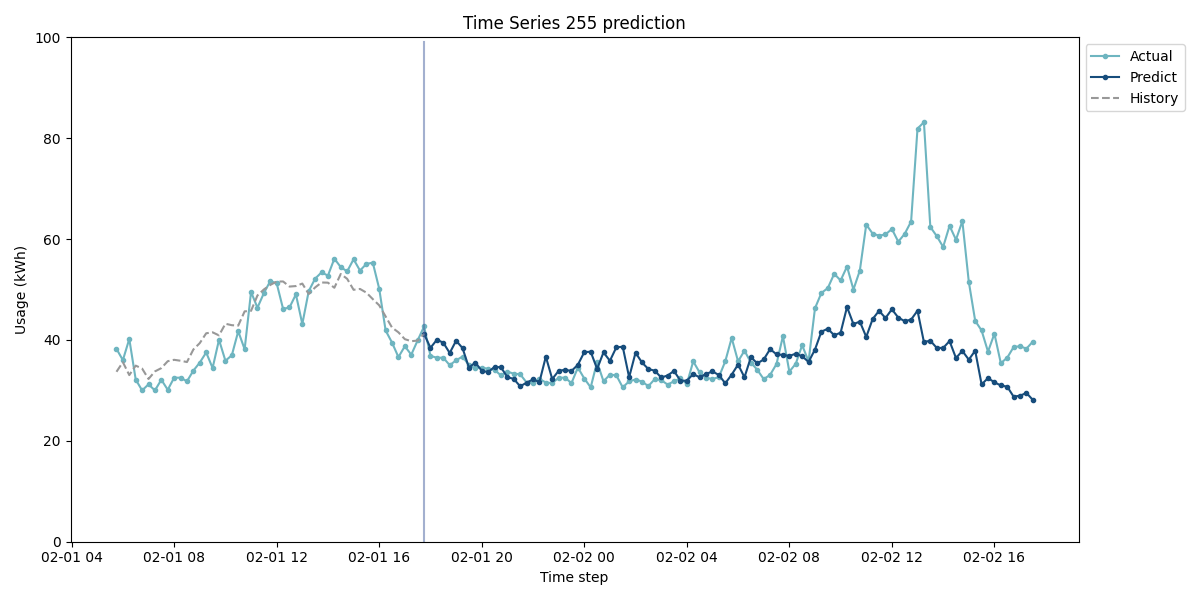 Time Series 255 prediction
Usage (kWh)
100
80
60
40
20
0
02-01 04
02-01 08
02-01 12
02-01 16
02-01 20
02-02 00
02-02 04
02-02 08
02-02 12
02-02 16
Time step
Actual
Predict
History